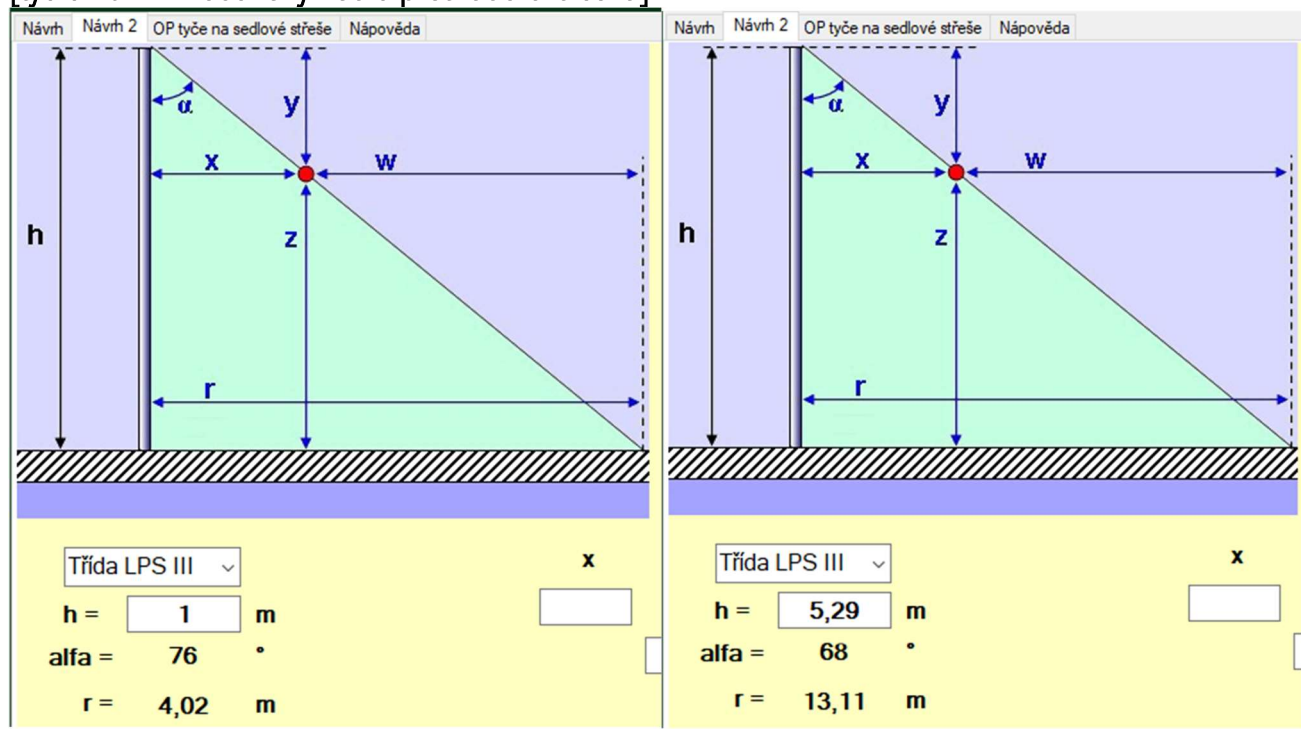 Návrh Návrh 2 OP tyče na sedlové střeše Nápověda
α
y
x
w
h
z
r
Třída LPS III
x
h = 1 m
alfa = 76 °
r = 4,02 m
Návrh Návrh 2 OP tyče na sedlové střeše Nápověda
α
y
x
w
h
z
r
Třída LPS III
x
h = 5,29 m
alfa = 68 °
r = 13,11 m